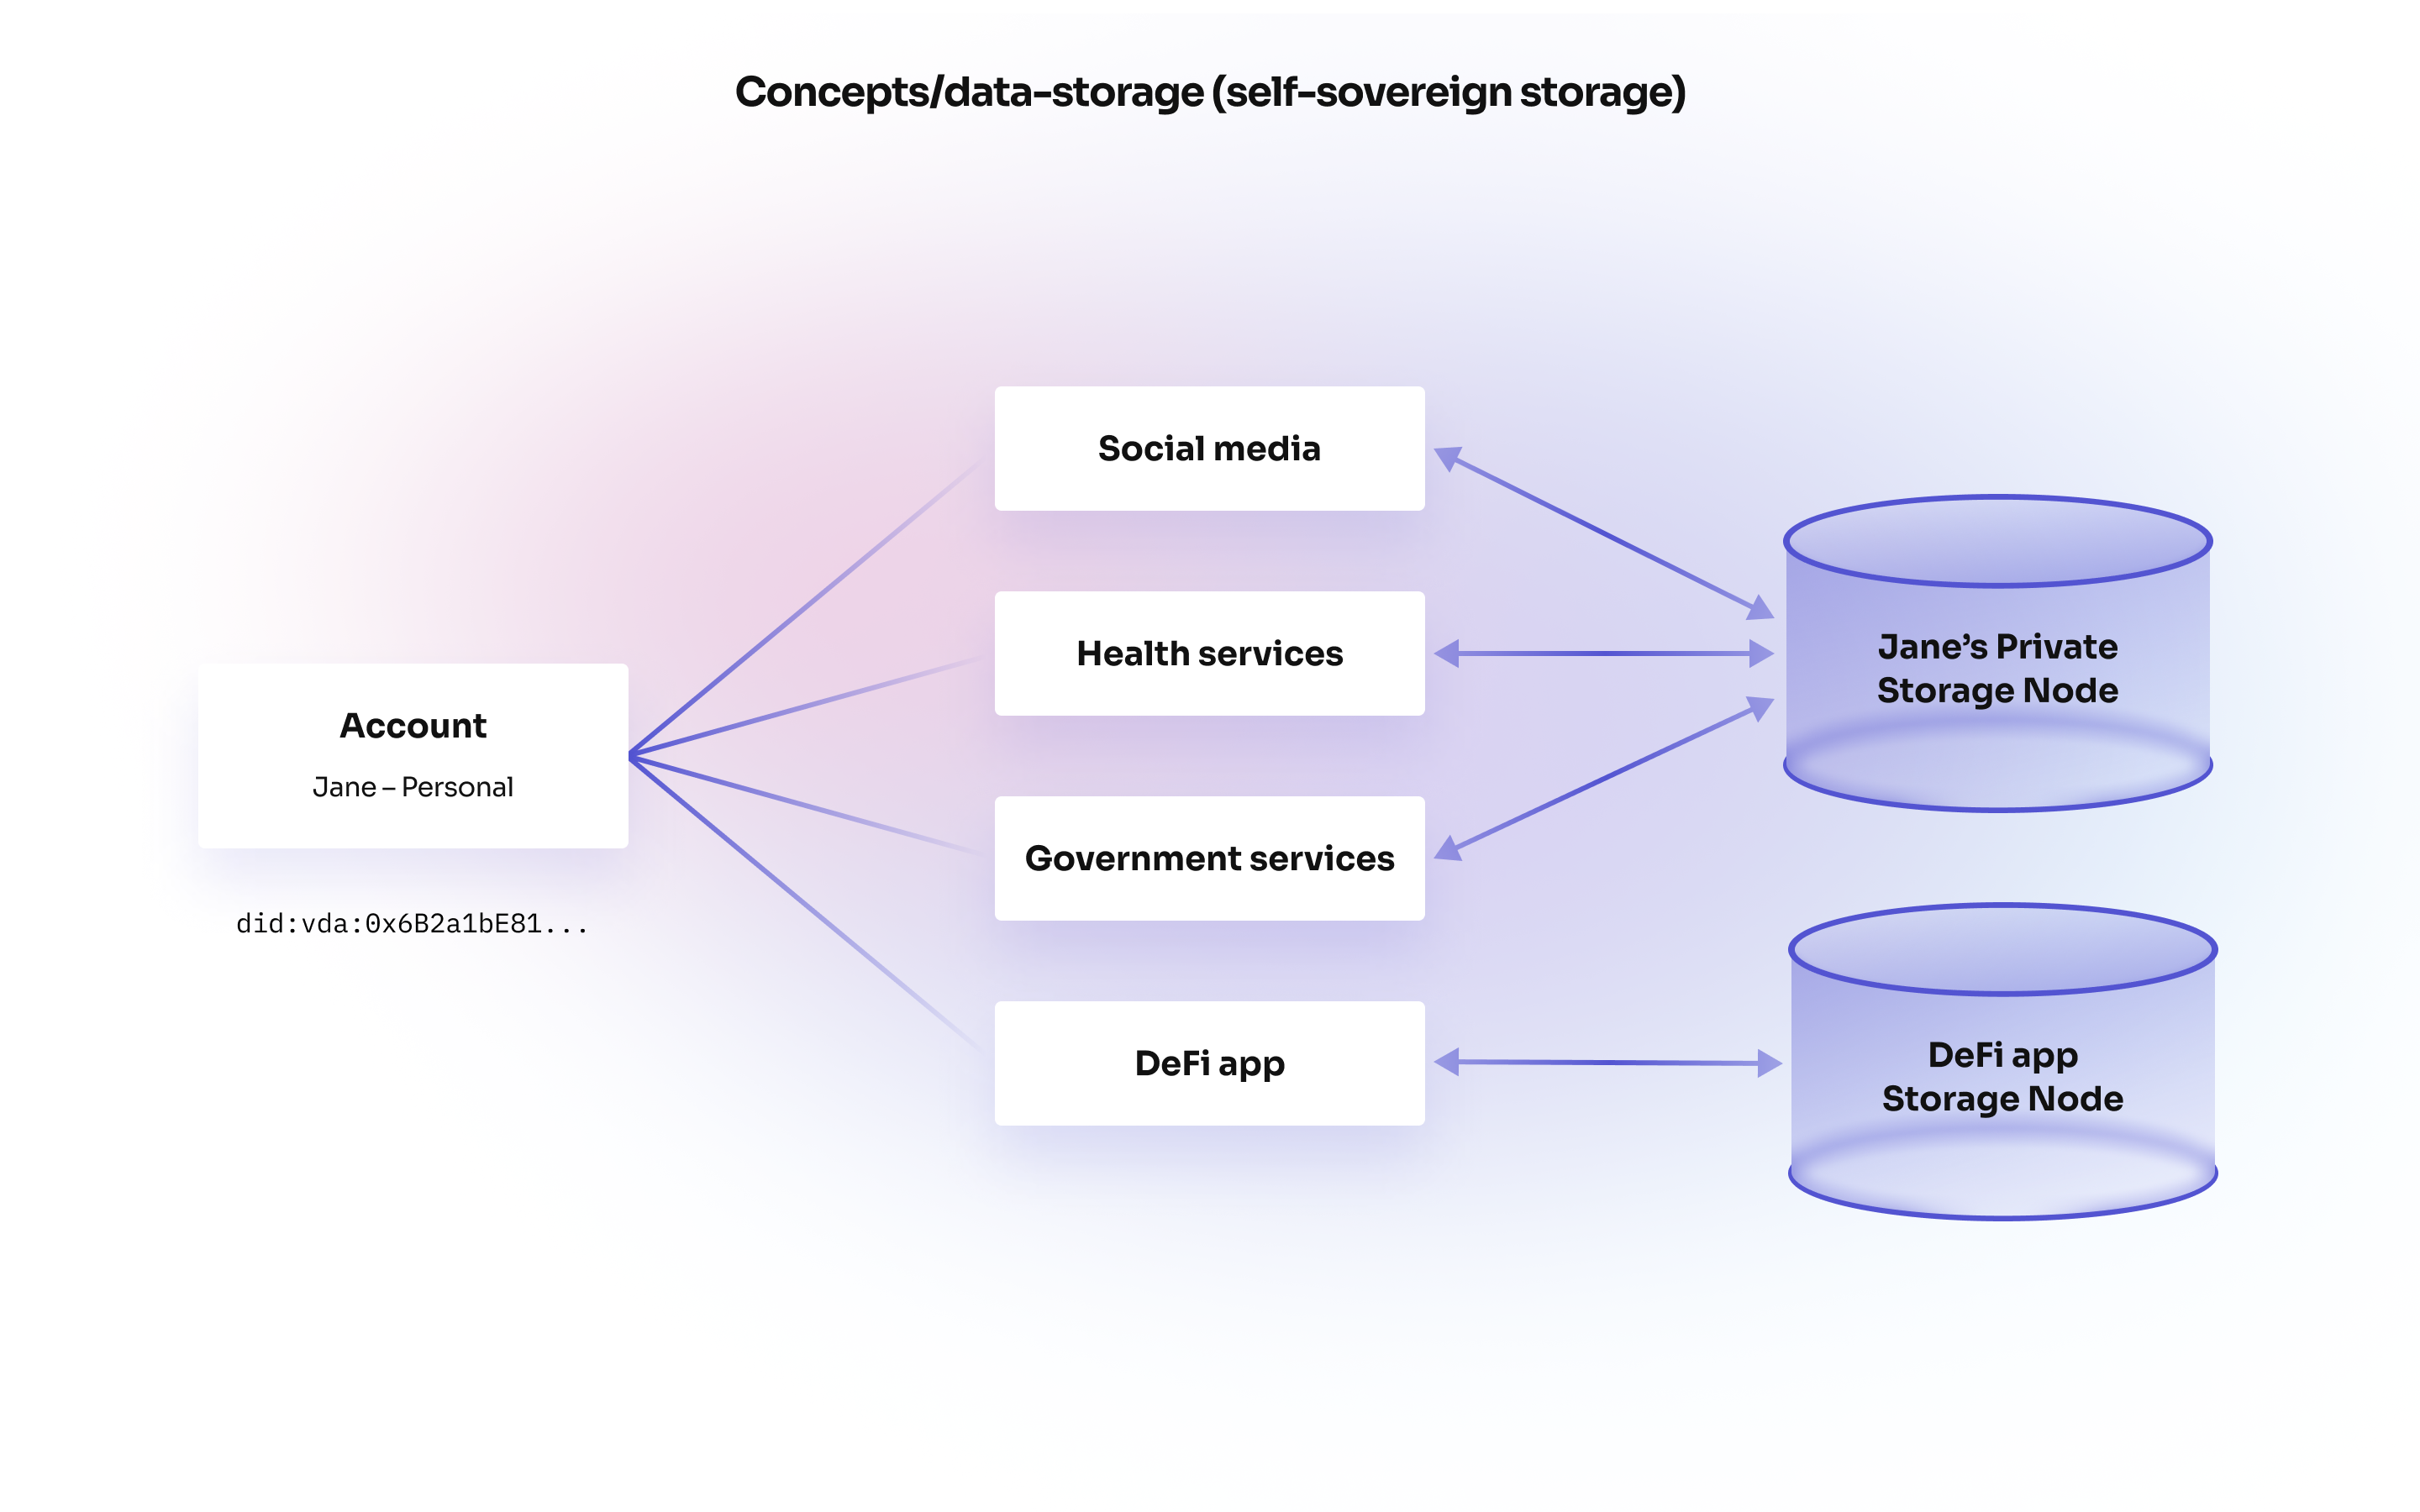 Concepts/data-storage (self-sovereign storage)
Account
Jane – Personal
did:vda:0x6B2a1bE81...
Social media
Health services
Government services
DeFi app
Jane’s Private
Storage Node
DeFi app
Storage Node